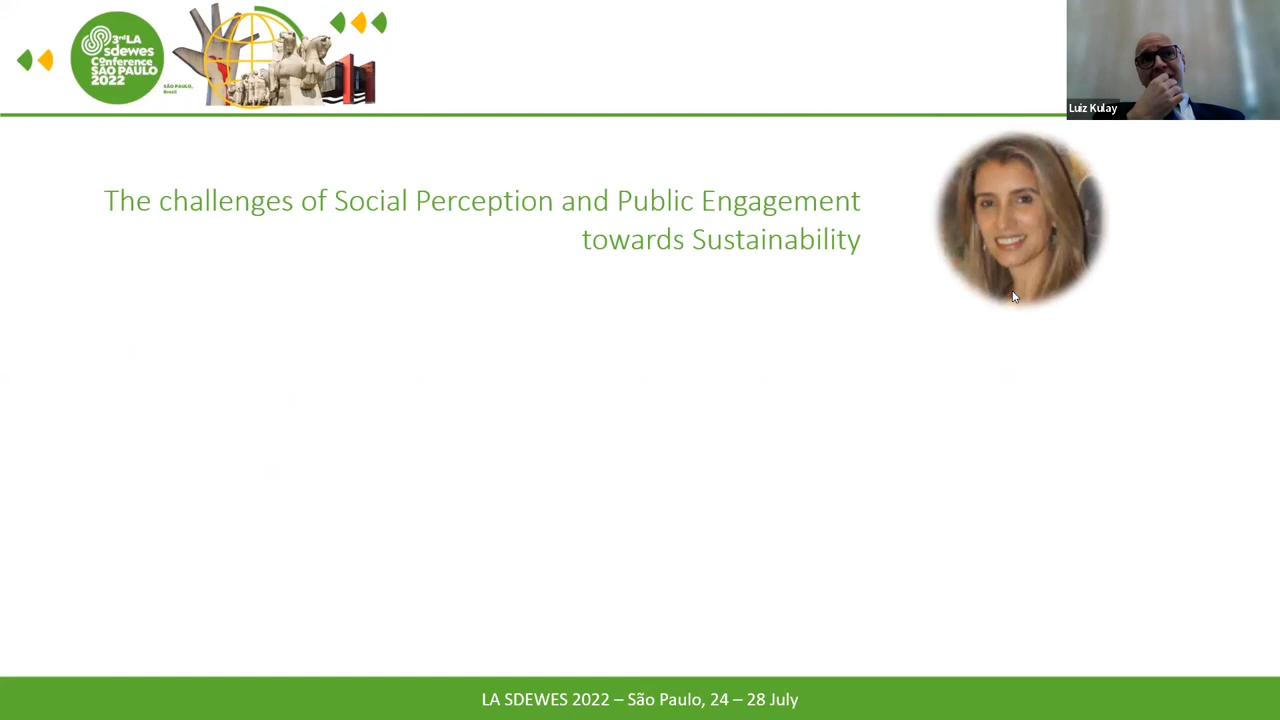 3rd LA
sdewes
Conference
SÃO PAULO
2022
SÃO PAULO,
Brazil
Luiz Kulay
The challenges of Social Perception and Public Engagement
towards Sustainability
LA SDEWES 2022 – São Paulo, 24 – 28 July